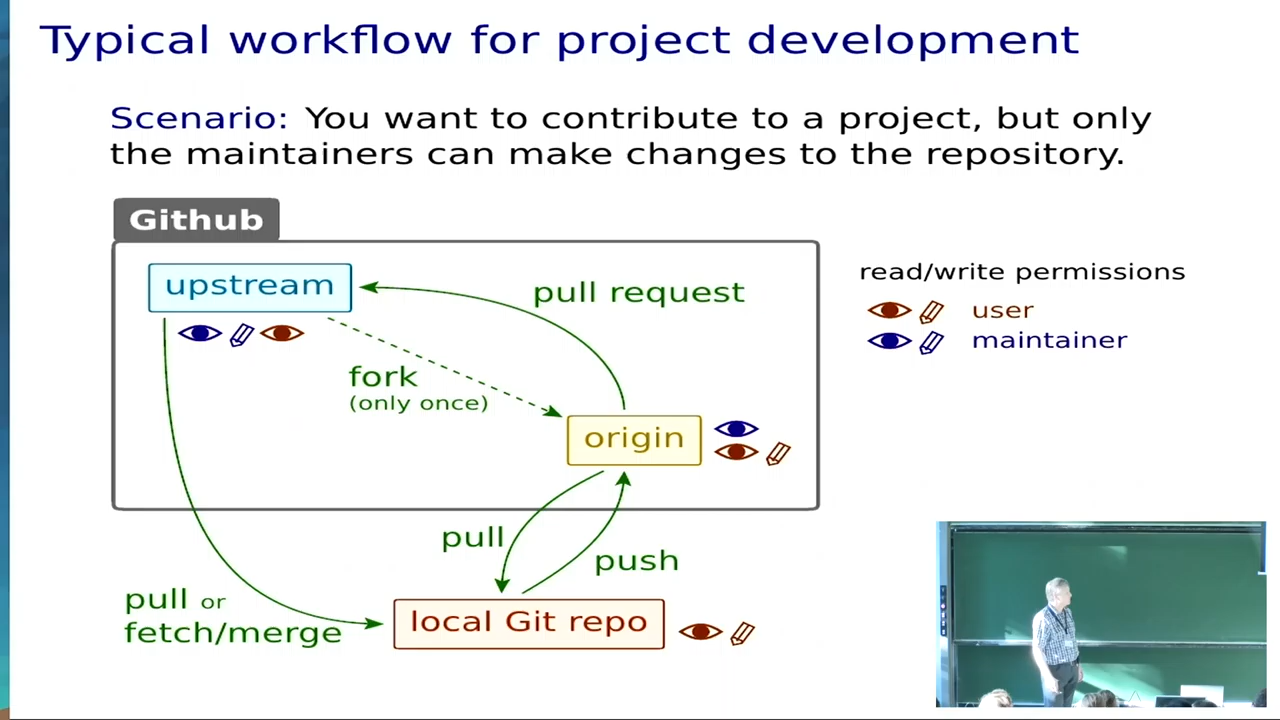 Typical workflow for project development
Scenario: You want to contribute to a project, but only
the maintainers can make changes to the repository.
Github
upstream
pull request
read/write permissions
user
maintainer
fork
(only once)
origin
pull
push
pull or
fetch/merge
local Git repo